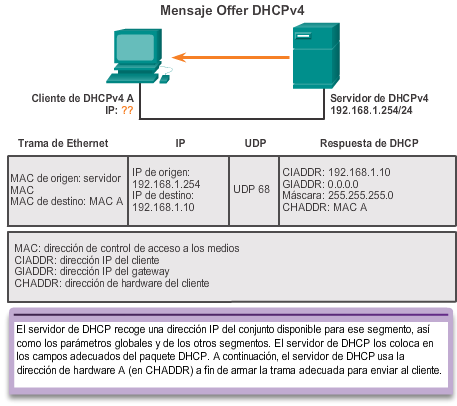 Mensaje Offer DHCPv4
Cliente de DHCPv4 A
IP: ??
Servidor de DHCPv4
192.168.1.254/24
Trama de Ethernet
IP
UDP
Respuesta de DHCP
MAC de origen: servidor
MAC
MAC de destino: MAC A
IP de origen:
192.168.1.254
IP de destino:
192.168.1.10
UDP 68
CIADDR: 192.168.1.10
GIADDR: 0.0.0.0
Máscara: 255.255.255.0
CHADDR: MAC A
MAC: dirección de control de acceso a los medios
CIADDR: dirección IP del cliente
GIADDR: dirección IP del gateway
CHADDR: dirección de hardware del cliente
El servidor de DHCP recoge una dirección IP del conjunto disponible para ese segmento, así
como los parámetros globales y de los otros segmentos. El servidor de DHCP los coloca en
los campos adecuados del paquete DHCP. A continuación, el servidor de DHCP usa la
dirección de hardware A (en CHADDR) a fin de armar la trama adecuada para enviar al cliente.